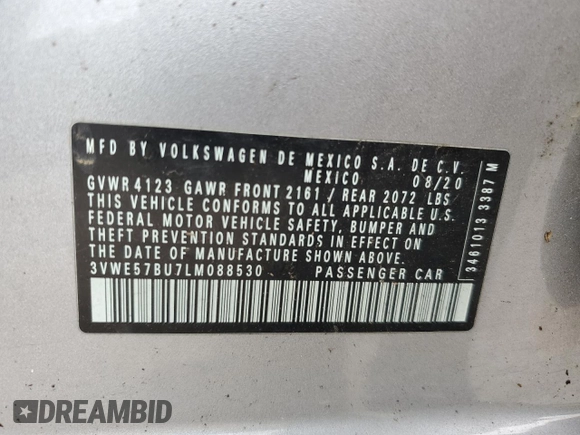 MFD BY VOLKSWAGEN DE MEXICO S.A. DE C.V.
MEXICO 08/20
GVWR 4123 GAWR FRONT 2161 / REAR 2072 LBS
THIS VEHICLE CONFORMS TO ALL APPLICABLE U.S.
FEDERAL MOTOR VEHICLE SAFETY, BUMPER AND
THEFT PREVENTION STANDARDS IN EFFECT ON
THE DATE OF MANUFACTURE SHOWN ABOVE.
3VWE57BU7LM088530 PASSENGER CAR
3461013 3387 M
DREAMBID